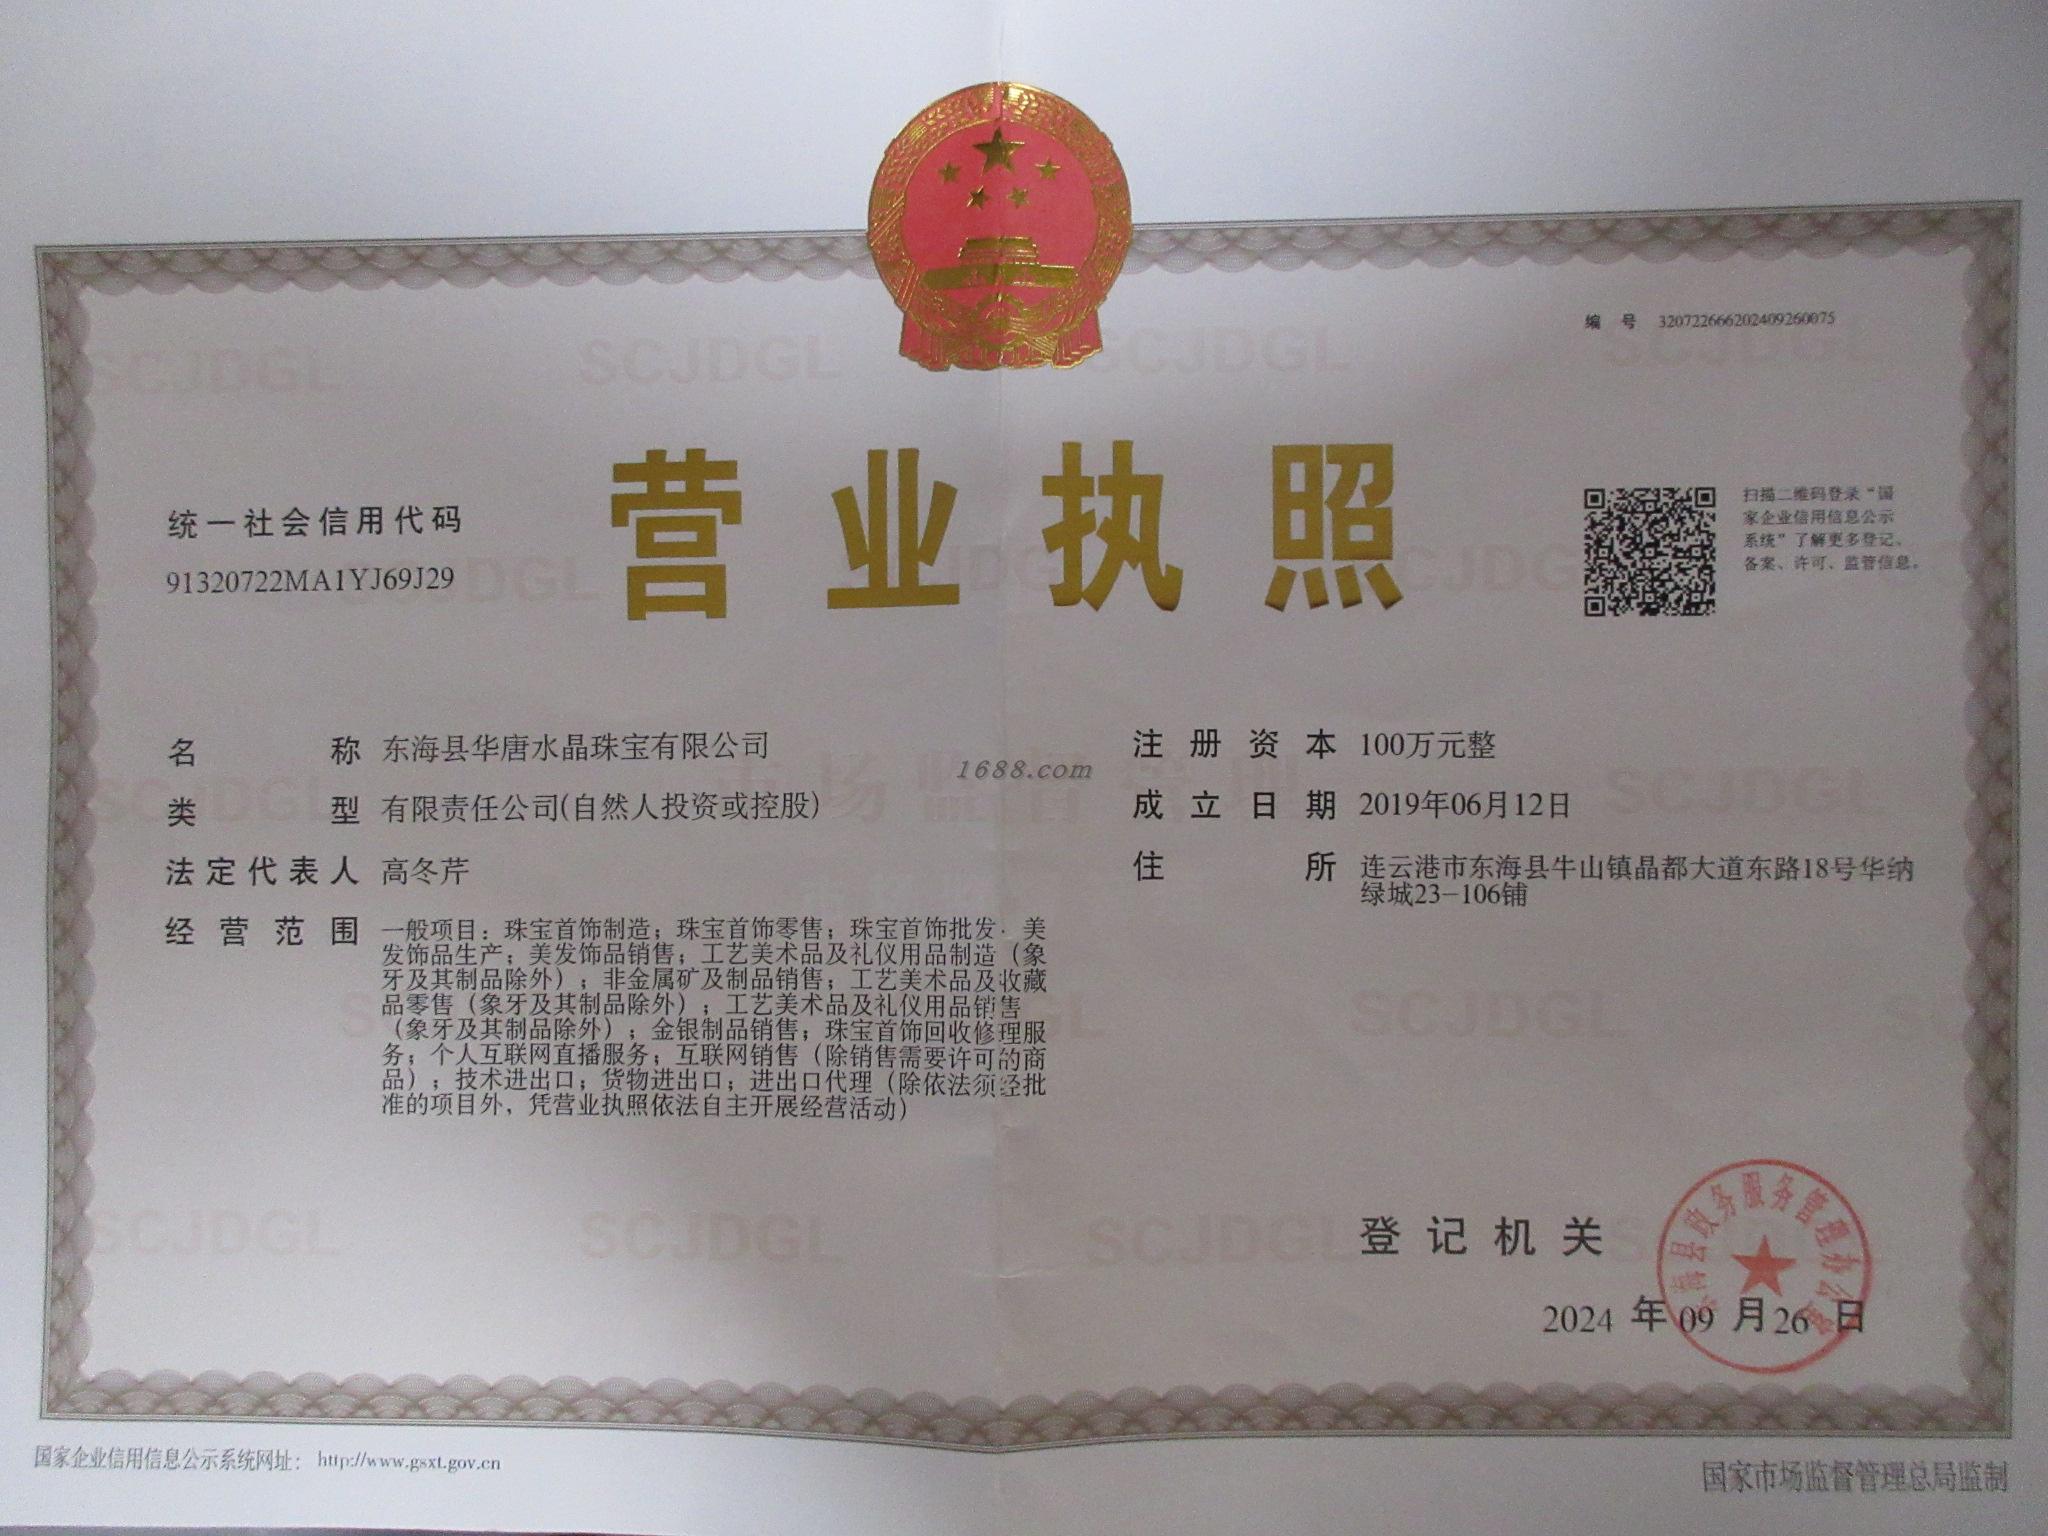 编号 320722666202409260075
营业执照
统一社会信用代码
91320722MA1YJ69J29
扫描二维码登录“国
家企业信用信息公示
系统”了解更多登记、
备案、许可、监管信息。
名称 东海县华唐水晶珠宝有限公司
类型 有限责任公司(自然人投资或控股)
法定代表人 高冬芹
经营范围 一般项目：珠宝首饰制造；珠宝首饰零售；珠宝首饰批发；美
发饰品生产；美发饰品销售；工艺美术品及礼仪用品制造（象
牙及其制品除外）；非金属矿及制品销售；工艺美术品及收藏
品零售（象牙及其制品除外）；工艺美术品及礼仪用品销售
（象牙及其制品除外）；金银制品销售；珠宝首饰回收修理服
务；个人互联网直播服务；互联网销售（除销售需要许可的商
品）；技术进出口；货物进出口；进出口代理（除依法须经批
准的项目外，凭营业执照依法自主开展经营活动）
注册资本 100万元整
成立日期 2019年06月12日
住所 连云港市东海县牛山镇晶都大道东路18号华纳
绿城23-106铺
1688.com
登记机关
东海县政务服务管理办公室
2024 年 09 月 26 日
国家企业信用信息公示系统网址： http://www.gsxt.gov.cn
国家市场监督管理总局监制